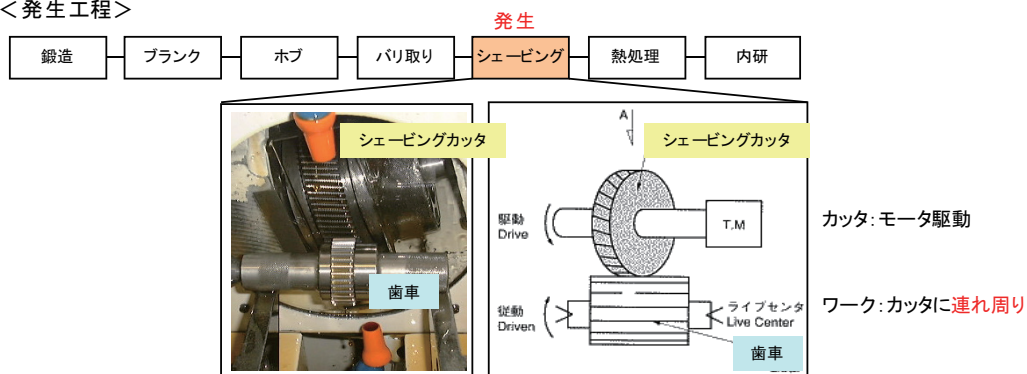 ＜発生工程＞
発生
鍛造
ブランク
ホブ
バリ取り
シェービング
熱処理
内研
シェービングカッタ
歯車
A
シェービングカッタ
駆動
Drive
T.M
カッタ：モータ駆動
従動
Driven
ライブセンタ
Live Center
歯車
ワーク：カッタに連れ周り